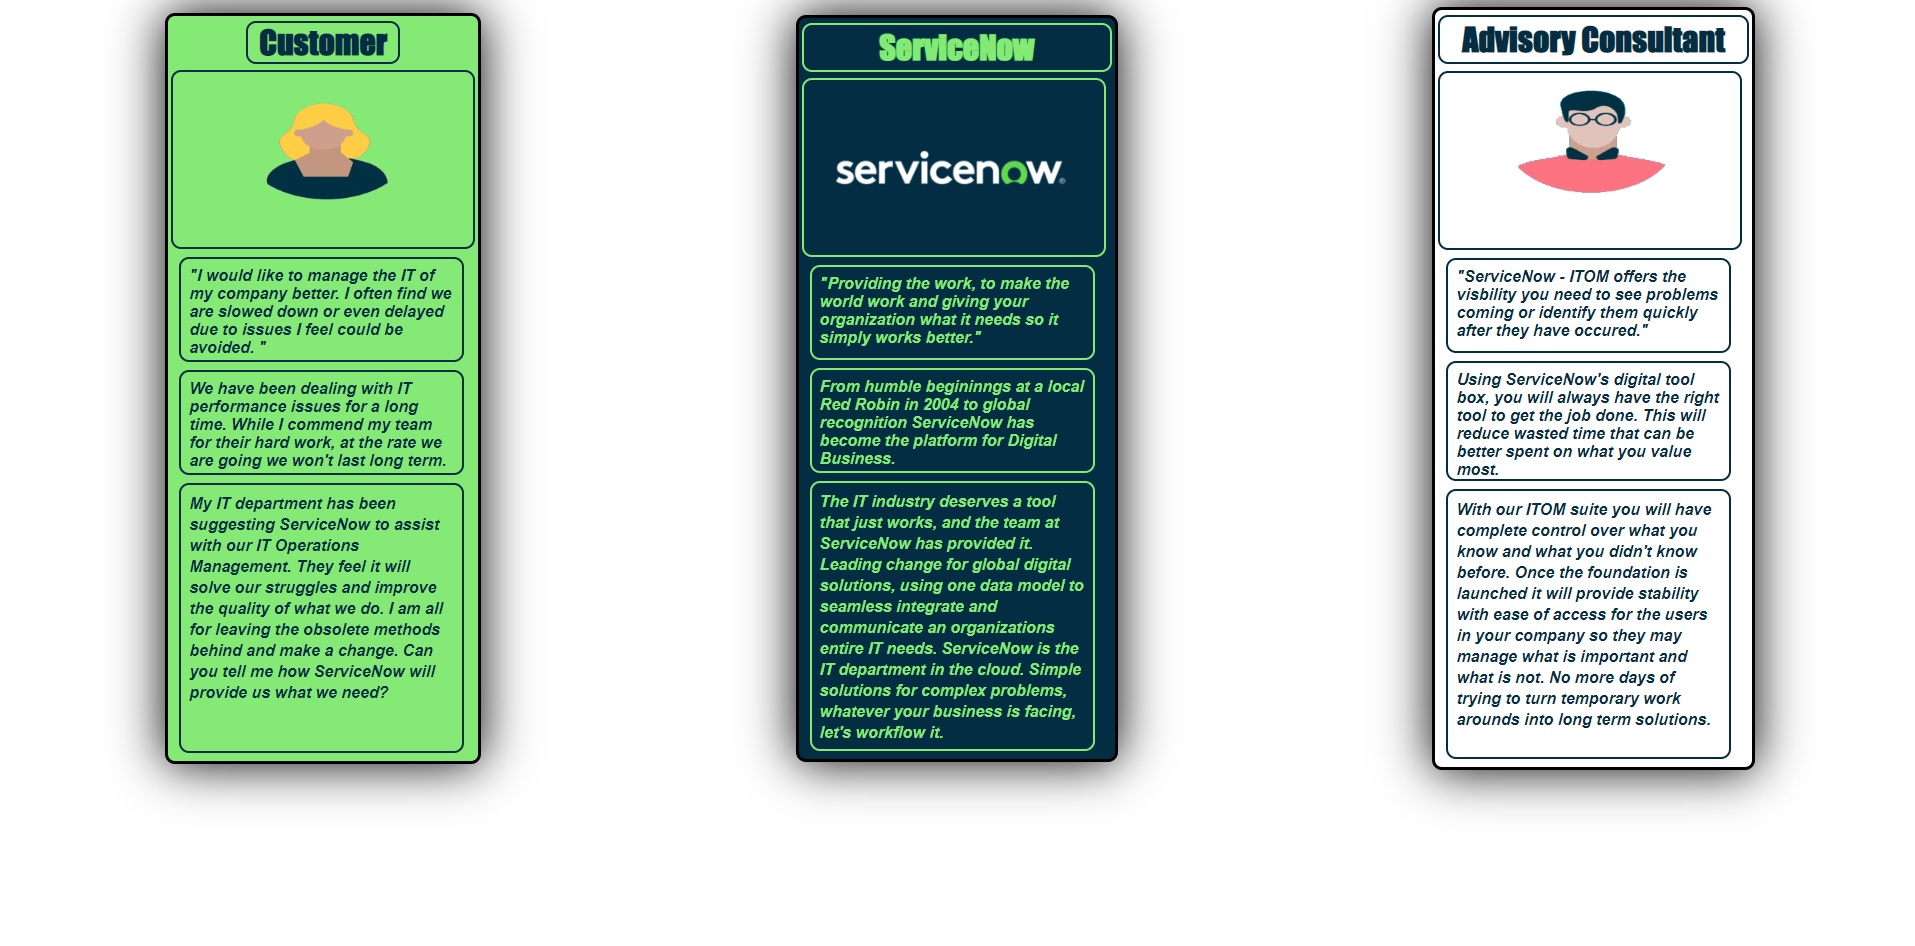 Customer
"I would like to manage the IT of
my company better. I often find we
are slowed down or even delayed
due to issues I feel could be
avoided. "
We have been dealing with IT
performance issues for a long
time. While I commend my team
for their hard work, at the rate we
are going we won't last long term.
My IT department has been
suggesting ServiceNow to assist
with our IT Operations
Management. They feel it will
solve our struggles and improve
the quality of what we do. I am all
for leaving the obsolete methods
behind and make a change. Can
you tell me how ServiceNow will
provide us what we need?
ServiceNow
servicenow®
"Providing the work, to make the
world work and giving your
organization what it needs so it
simply works better."
From humble begininngs at a local
Red Robin in 2004 to global
recognition ServiceNow has
become the platform for Digital
Business.
The IT industry deserves a tool
that just works, and the team at
ServiceNow has provided it.
Leading change for global digital
solutions, using one data model to
seamless integrate and
communicate an organizations
entire IT needs. ServiceNow is the
IT department in the cloud. Simple
solutions for complex problems,
whatever your business is facing,
let's workflow it.
Advisory Consultant
"ServiceNow - ITOM offers the
visbility you need to see problems
coming or identify them quickly
after they have occured."
Using ServiceNow's digital tool
box, you will always have the right
tool to get the job done. This will
reduce wasted time that can be
better spent on what you value
most.
With our ITOM suite you will have
complete control over what you
know and what you didn't know
before. Once the foundation is
launched it will provide stability
with ease of access for the users
in your company so they may
manage what is important and
what is not. No more days of
trying to turn temporary work
arounds into long term solutions.